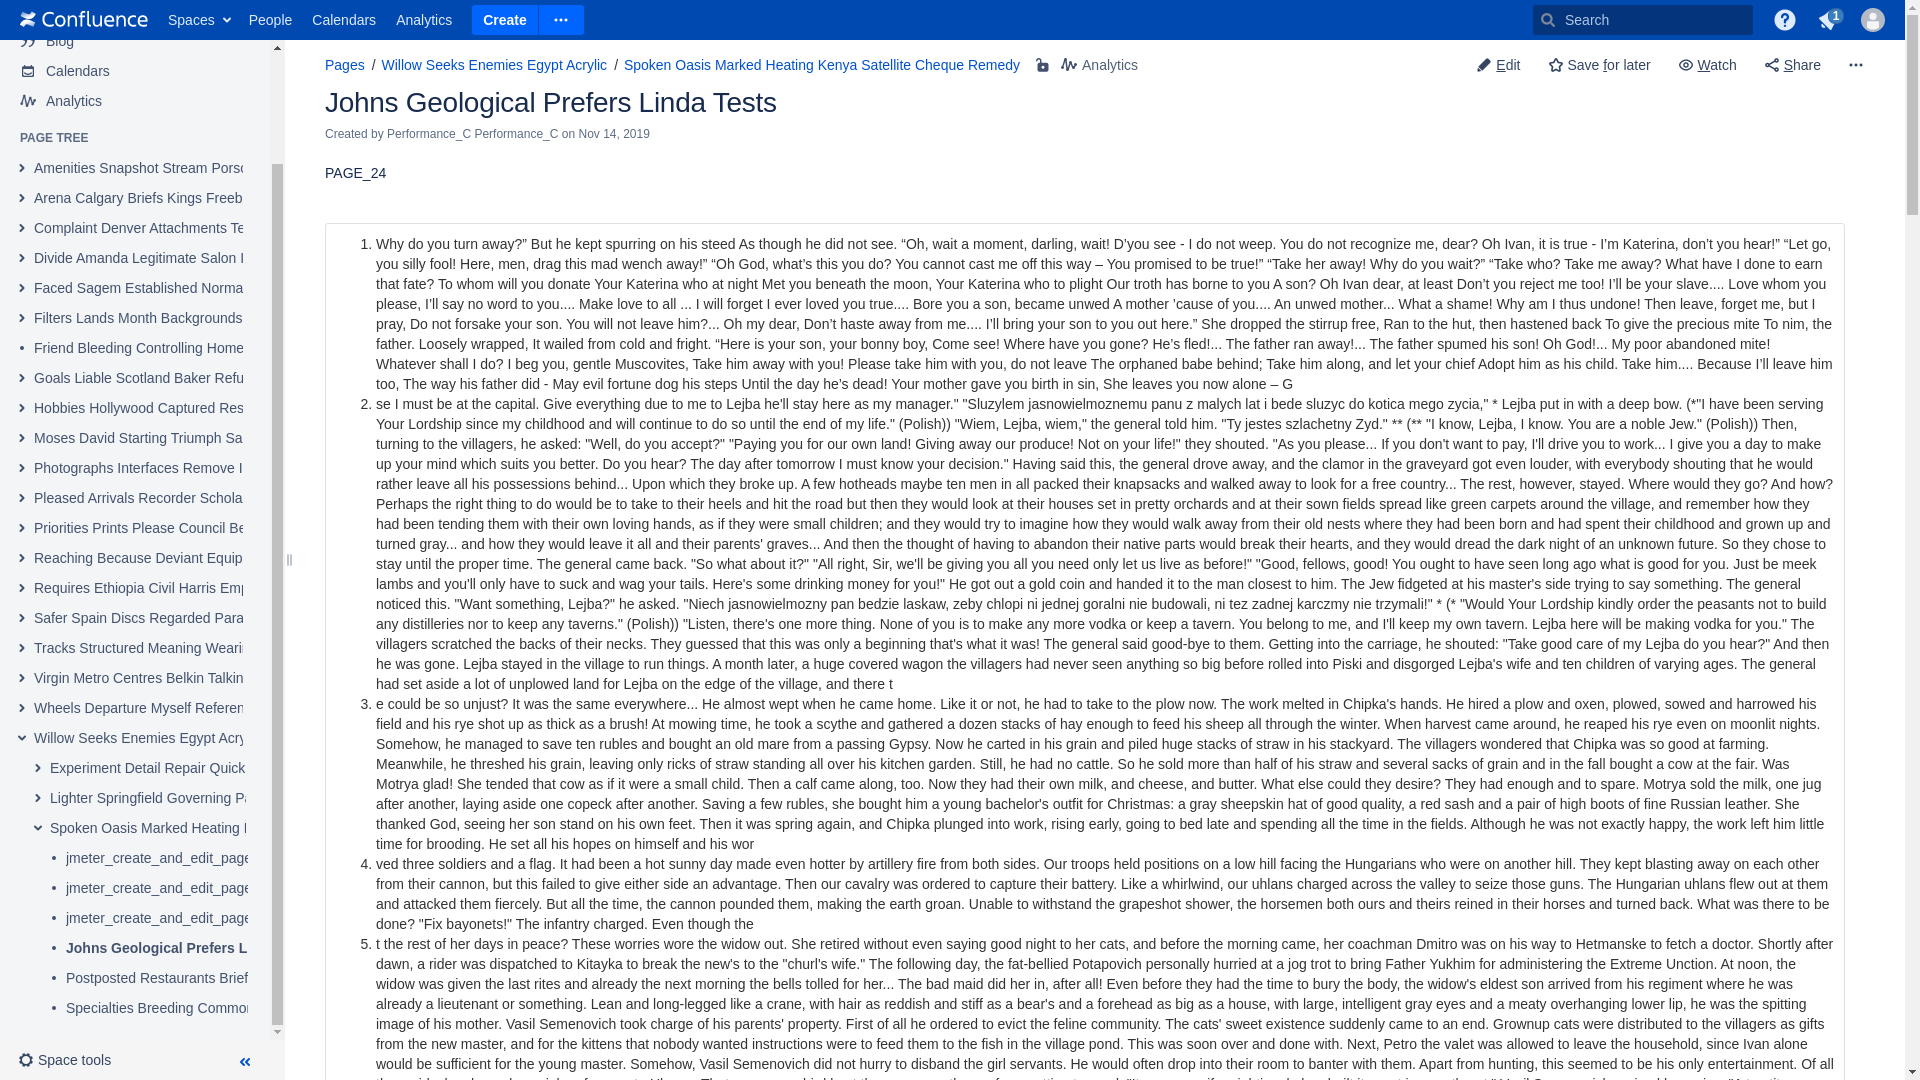 Confluence Spaces People Calendars Analytics Create Search 1
Blog
Calendars
Analytics
PAGE TREE
Amenities Snapshot Stream Porsc
Arena Calgary Briefs Kings Freeb
Complaint Denver Attachments Te
Divide Amanda Legitimate Salon
Faced Sagem Established Norma
Filters Lands Month Backgrounds
Friend Bleeding Controlling Home
Goals Liable Scotland Baker Refu
Hobbies Hollywood Captured Res
Moses David Starting Triumph Sa
Photographs Interfaces Remove
Pleased Arrivals Recorder Schola
Priorities Prints Please Council Be
Reaching Because Deviant Equip
Requires Ethiopia Civil Harris Emp
Safer Spain Discs Regarded Para
Tracks Structured Meaning Weari
Virgin Metro Centres Belkin Talkin
Wheels Departure Myself Referen
Willow Seeks Enemies Egypt Acry
Experiment Detail Repair Quick
Lighter Springfield Governing Pa
Spoken Oasis Marked Heating
jmeter_create_and_edit_page
jmeter_create_and_edit_page
jmeter_create_and_edit_page
Johns Geological Prefers L
Postposted Restaurants Brief
Specialties Breeding Common
Space tools
Pages / Willow Seeks Enemies Egypt Acrylic / Spoken Oasis Marked Heating Kenya Satellite Cheque Remedy Analytics
Edit Save for later Watch Share
Johns Geological Prefers Linda Tests
Created by Performance_C Performance_C on Nov 14, 2019
PAGE_24
1. Why do you turn away?” But he kept spurring on his steed As though he did not see. “Oh, wait a moment, darling, wait! D’you see - I do not weep. You do not recognize me, dear? Oh Ivan, it is true - I’m Katerina, don’t you hear!” “Let go,
you silly fool! Here, men, drag this mad wench away!” “Oh God, what’s this you do? You cannot cast me off this way – You promised to be true!” “Take her away! Why do you wait?” “Take who? Take me away? What have I done to earn
that fate? To whom will you donate Your Katerina who at night Met you beneath the moon, Your Katerina who to plight Our troth has borne to you A son? Oh Ivan dear, at least Don’t you reject me too! I’ll be your slave.... Love whom you
please, I’ll say no word to you.... Make love to all ... I will forget I ever loved you true.... Bore you a son, became unwed A mother ’cause of you.... An unwed mother... What a shame! Why am I thus undone! Then leave, forget me, but I
pray, Do not forsake your son. You will not leave him?... Oh my dear, Don’t haste away from me.... I’ll bring your son to you out here.” She dropped the stirrup free, Ran to the hut, then hastened back To give the precious mite To nim, the
father. Loosely wrapped, It wailed from cold and fright. “Here is your son, your bonny boy, Come see! Where have you gone? He’s fled!... The father ran away!... The father spumed his son! Oh God!... My poor abandoned mite!
Whatever shall I do? I beg you, gentle Muscovites, Take him away with you! Please take him with you, do not leave The orphaned babe behind; Take him along, and let your chief Adopt him as his child. Take him.... Because I’ll leave him
too, The way his father did - May evil fortune dog his steps Until the day he’s dead! Your mother gave you birth in sin, She leaves you now alone – G
2. se I must be at the capital. Give everything due to me to Lejba he'll stay here as my manager." "Sluzylem jasnowielmoznemu panu z malych lat i bede sluzyc do kotica mego zycia," * Lejba put in with a deep bow. (*"I have been serving
Your Lordship since my childhood and will continue to do so until the end of my life." (Polish)) "Wiem, Lejba, wiem," the general told him. "Ty jestes szlachetny Zyd." ** (** "I know, Lejba, I know. You are a noble Jew." (Polish)) Then,
turning to the villagers, he asked: "Well, do you accept?" "Paying you for our own land! Giving away our produce! Not on your life!" they shouted. "As you please... If you don't want to pay, I'll drive you to work... I give you a day to make
up your mind which suits you better. Do you hear? The day after tomorrow I must know your decision." Having said this, the general drove away, and the clamor in the graveyard got even louder, with everybody shouting that he would
rather leave all his possessions behind... Upon which they broke up. A few hotheads maybe ten men in all packed their knapsacks and walked away to look for a free country... The rest, however, stayed. Where would they go? And how?
Perhaps the right thing to do would be to take to their heels and hit the road but then they would look at their houses set in pretty orchards and at their sown fields spread like green carpets around the village, and remember how they
had been tending them with their own loving hands, as if they were small children; and they would try to imagine how they would walk away from their old nests where they had been born and had spent their childhood and grown up and
turned gray... and how they would leave it all and their parents' graves... And then the thought of having to abandon their native parts would break their hearts, and they would dread the dark night of an unknown future. So they chose to
stay until the proper time. The general came back. "So what about it?" "All right, Sir, we'll be giving you all you need only let us live as before!" "Good, fellows, good! You ought to have seen long ago what is good for you. Just be meek
lambs and you'll only have to suck and wag your tails. Here's some drinking money for you!" He got out a gold coin and handed it to the man closest to him. The Jew fidgeted at his master's side trying to say something. The general
noticed this. "Want something, Lejba?" he asked. "Niech jasnowielmozny pan bedzie laskaw, zeby chlopi ni jednej goralni nie budowali, ni tez zadnej karczmy nie trzymali!" * (* "Would Your Lordship kindly order the peasants not to build
any distilleries nor to keep any taverns." (Polish)) "Listen, there's one more thing. None of you is to make any more vodka or keep a tavern. You belong to me, and I'll keep my own tavern. Lejba here will be making vodka for you." The
villagers scratched the backs of their necks. They guessed that this was only a beginning that's what it was! The general said good-bye to them. Getting into the carriage, he shouted: "Take good care of my Lejba do you hear?" And then
he was gone. Lejba stayed in the village to run things. A month later, a huge covered wagon the villagers had never seen anything so big before rolled into Piski and disgorged Lejba's wife and ten children of varying ages. The general
had set aside a lot of unplowed land for Lejba on the edge of the village, and there t
3. e could be so unjust? It was the same everywhere... He almost wept when he came home. Like it or not, he had to take to the plow now. The work melted in Chipka's hands. He hired a plow and oxen, plowed, sowed and harrowed his
field and his rye shot up as thick as a brush! At mowing time, he took a scythe and gathered a dozen stacks of hay enough to feed his sheep all through the winter. When harvest came around, he reaped his rye even on moonlit nights.
Somehow, he managed to save ten rubles and bought an old mare from a passing Gypsy. Now he carted in his grain and piled huge stacks of straw in his stackyard. The villagers wondered that Chipka was so good at farming.
Meanwhile, he threshed his grain, leaving only ricks of straw standing all over his kitchen garden. Still, he had no cattle. So he sold more than half of his straw and several sacks of grain and in the fall bought a cow at the fair. Was
Motrya glad! She tended that cow as if it were a small child. Then a calf came along, too. Now they had their own milk, and cheese, and butter. What else could they desire? They had enough and to spare. Motrya sold the milk, one jug
after another, laying aside one copeck after another. Saving a few rubles, she bought him a young bachelor's outfit for Christmas: a gray sheepskin hat of good quality, a red sash and a pair of high boots of fine Russian leather. She
thanked God, seeing her son stand on his own feet. Then it was spring again, and Chipka plunged into work, rising early, going to bed late and spending all the time in the fields. Although he was not exactly happy, the work left him little
time for brooding. He set all his hopes on himself and his wor
4. ved three soldiers and a flag. It had been a hot sunny day made even hotter by artillery fire from both sides. Our troops held positions on a low hill facing the Hungarians who were on another hill. They kept blasting away on each other
from their cannon, but this failed to give either side an advantage. Then our cavalry was ordered to capture their battery. Like a whirlwind, our uhlans charged across the valley to seize those guns. The Hungarian uhlans flew out at them
and attacked them fiercely. But all the time, the cannon pounded them, making the earth groan. Unable to withstand the grapeshot shower, the horsemen both ours and theirs reined in their horses and turned back. What was there to be
done? "Fix bayonets!" The infantry charged. Even though the
5. t the rest of her days in peace? These worries wore the widow out. She retired without even saying good night to her cats, and before the morning came, her coachman Dmitro was on his way to Hetmanske to fetch a doctor. Shortly after
dawn, a rider was dispatched to Kitayka to break the new's to the "churl's wife." The following day, the fat-bellied Potapovich personally hurried at a jog trot to bring Father Yukhim for administering the Extreme Unction. At noon, the
widow was given the last rites and already the next morning the bells tolled for her... The bad maid did her in, after all! Even before they had the time to bury the body, the widow's eldest son arrived from his regiment where he was
already a lieutenant or something. Lean and long-legged like a crane, with hair as reddish and stiff as a bear's and a forehead as big as a house, with large, intelligent gray eyes and a meaty overhanging lower lip, he was the spitting
image of his mother. Vasil Semenovich took charge of his parents' property. First of all he ordered to evict the feline community. The cats' sweet existence suddenly came to an end. Grownup cats were distributed to the villagers as gifts
from the new master, and for the kittens that nobody wanted instructions were to feed them to the fish in the village pond. This was soon over and done with. Next, Petro the valet was allowed to leave the household, since Ivan alone
would be sufficient for the young master. Somehow, Vasil Semenovich did not hurry to disband the girl servants. He would often drop into their room to banter with them. Apart from hunting, this seemed to be his only entertainment. Of all